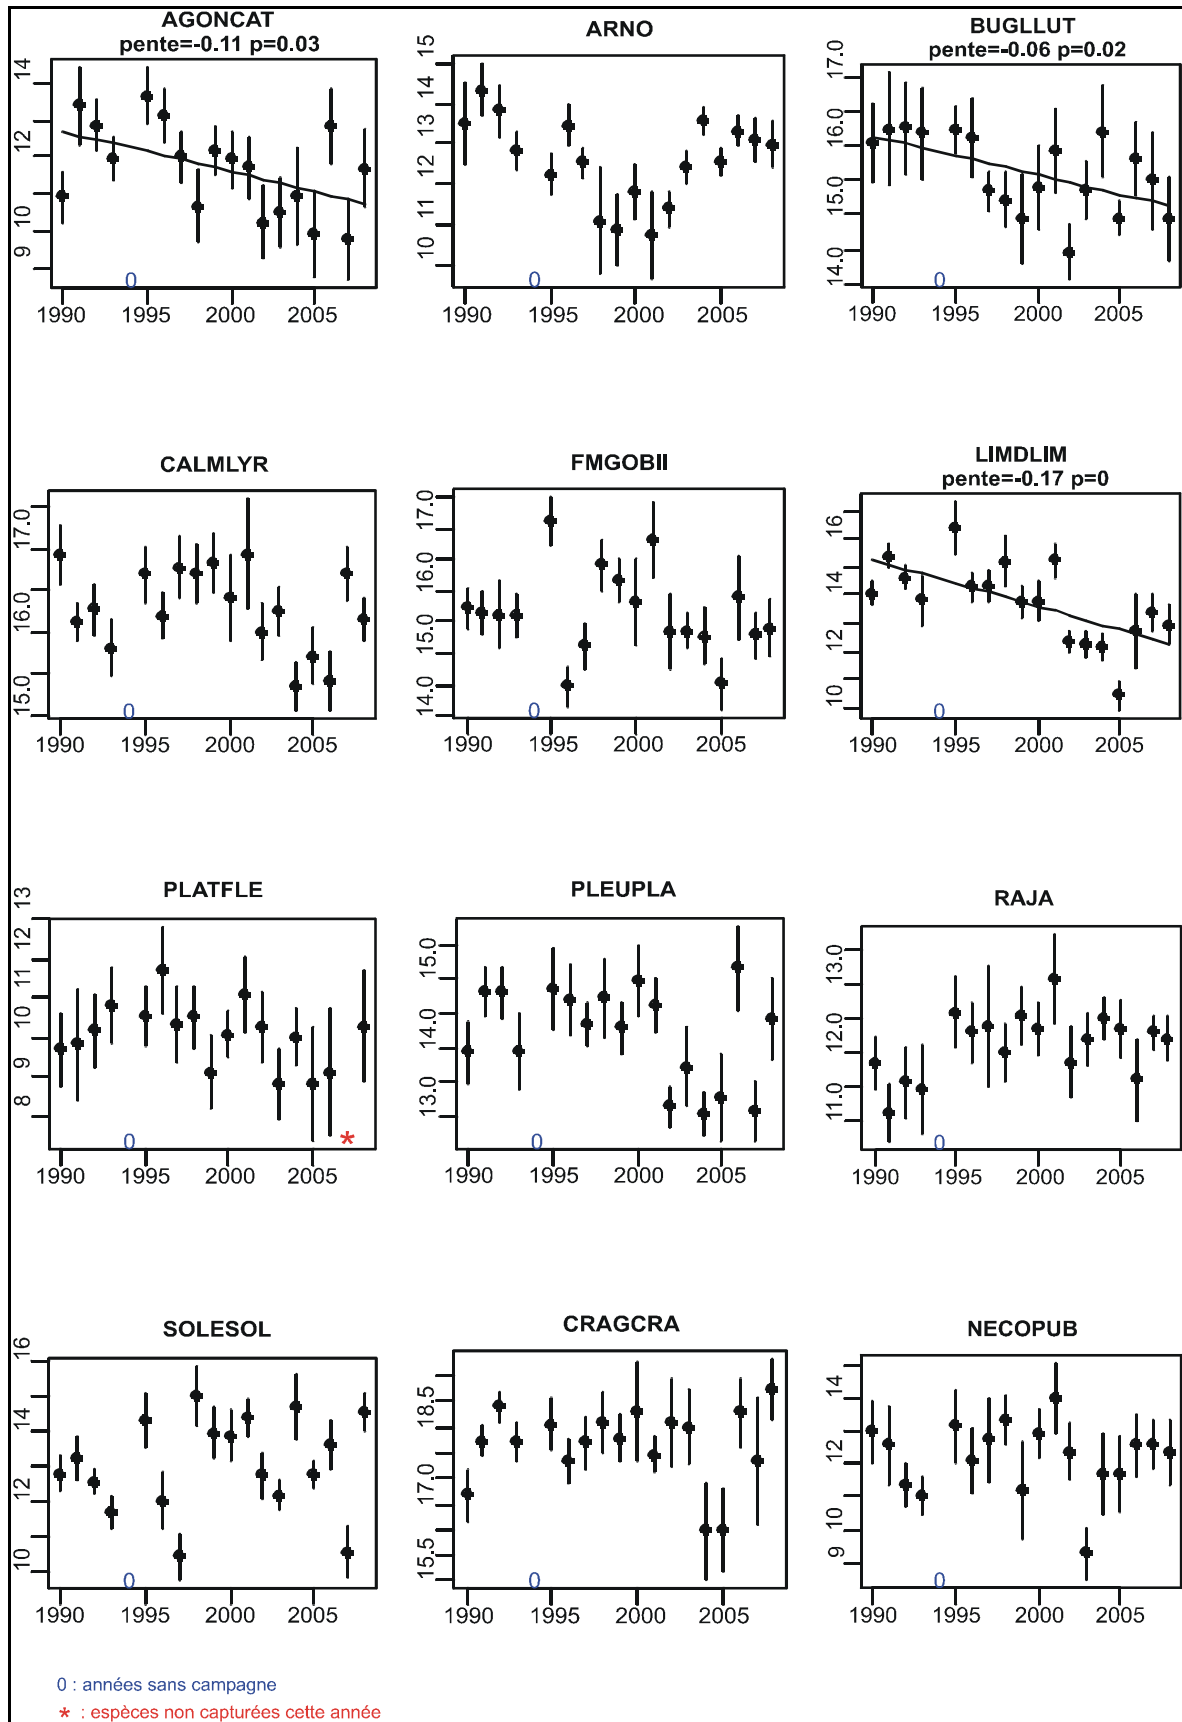 AGONCAT
pente=-0.11 p=0.03
14
12
10
9
0
1990 1995 2000 2005
ARNO
15
14
13
12
11
10
0
1990 1995 2000 2005
BUGLLUT
pente=-0.06 p=0.02
17.0
16.0
15.0
14.0
0
1990 1995 2000 2005
CALMLYR
17.0
16.0
15.0
0
1990 1995 2000 2005
FMGOBII
17.0
16.0
15.0
14.0
0
1990 1995 2000 2005
LIMDLIM
pente=-0.17 p=0
16
14
12
10
0
1990 1995 2000 2005
PLATFLE
13
12
11
10
9
8
0 *
1990 1995 2000 2005
PLEUPLA
15.0
14.0
13.0
0
1990 1995 2000 2005
RAJA
13.0
12.0
11.0
0
1990 1995 2000 2005
SOLESOL
16
14
12
10
0
1990 1995 2000 2005
CRAGCRA
18.5
17.0
15.5
0
1990 1995 2000 2005
NECOPUB
14
12
10
9
0
1990 1995 2000 2005
0 : années sans campagne
* : espèces non capturées cette année